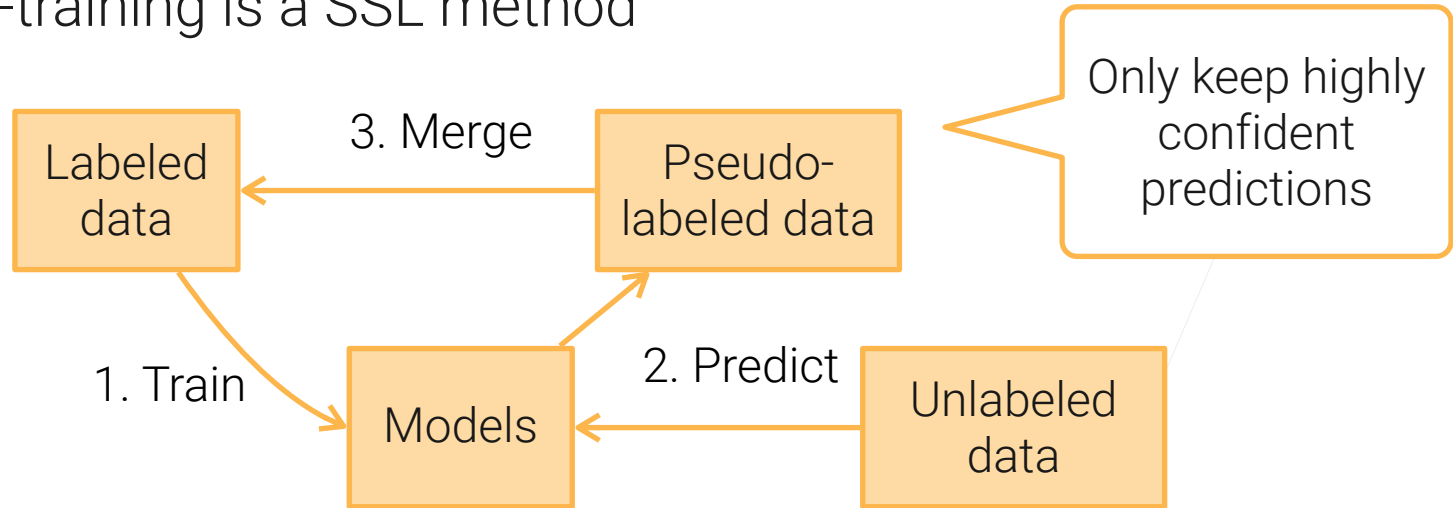 -training is a SSL method
Only keep highly
confident
predictions
3. Merge
Labeled
data
Pseudo-
labeled data
1. Train
2. Predict
Models
Unlabeled
data